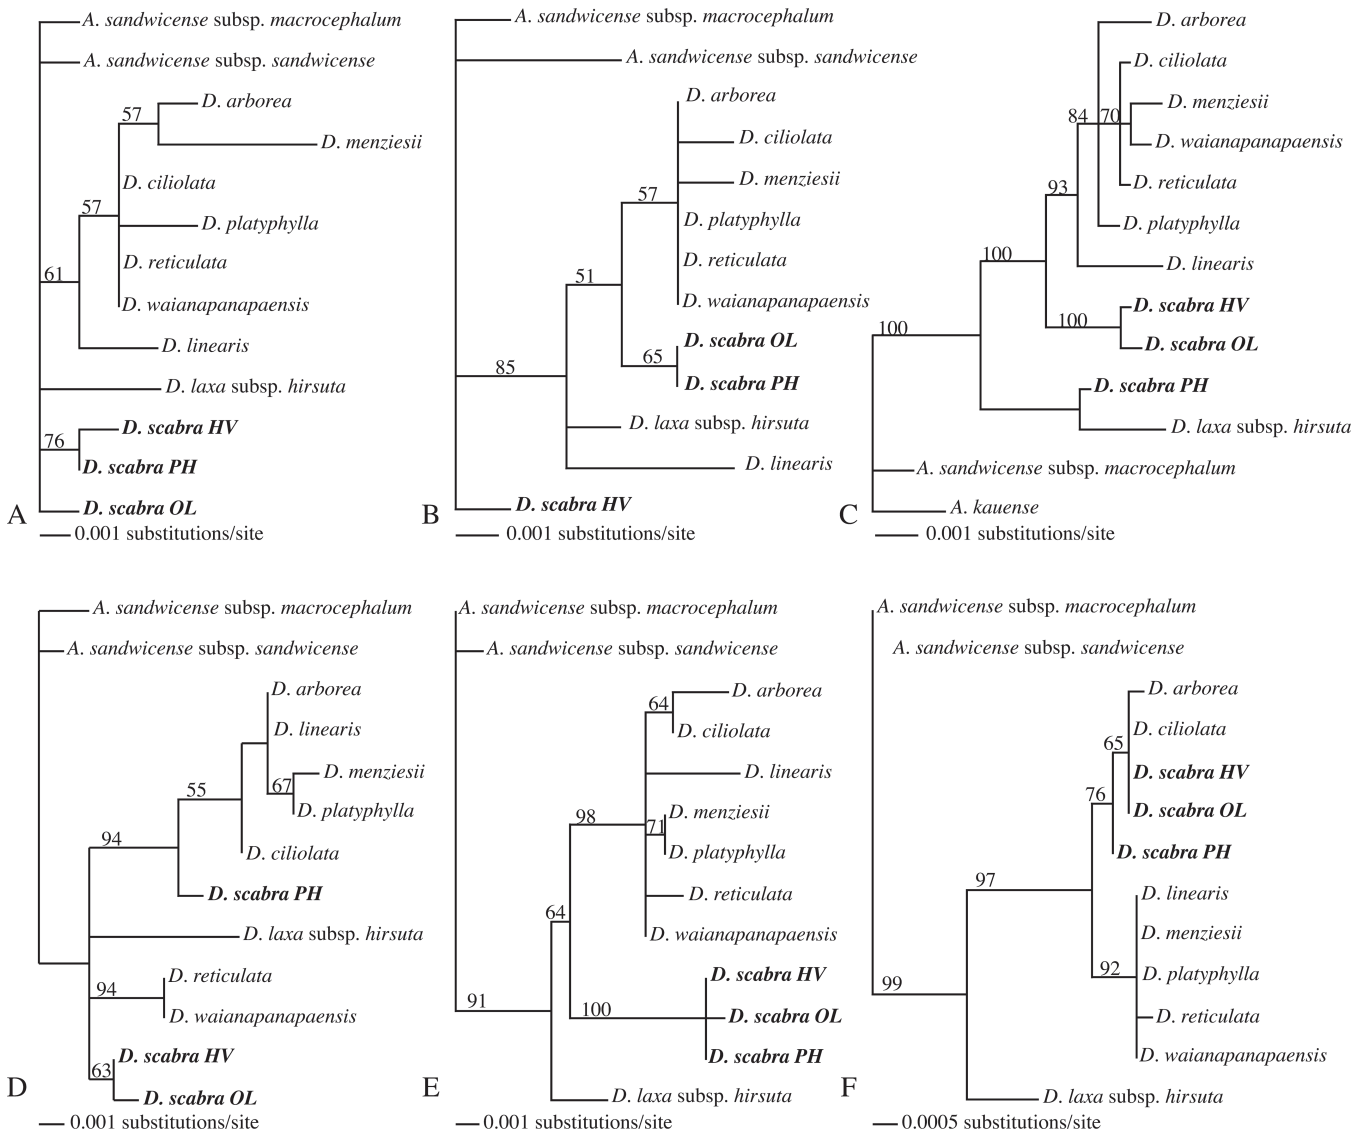 A. sandwicense subsp. macrocephalum
A. sandwicense subsp. sandwicense
57
D. arborea
D. menziesii
57
D. ciliolata
D. platyphylla
D. reticulata
61
D. waianapanapaensis
D. linearis
D. laxa subsp. hirsuta
76
D. scabra HV
D. scabra PH
D. scabra OL
A
0.001 substitutions/site
A. sandwicense subsp. macrocephalum
A. sandwicense subsp. sandwicense
D. arborea
D. ciliolata
57
D. menziesii
D. platyphylla
51
D. reticulata
D. waianapanapaensis
D. scabra OL
65
D. scabra PH
85
D. laxa subsp. hirsuta
D. linearis
D. scabra HV
B
0.001 substitutions/site
D. arborea
D. ciliolata
84
70
D. menziesii
D. waianapanapaensis
93
D. reticulata
D. platyphylla
100
D. linearis
D. scabra HV
100
100
D. scabra OL
D. scabra PH
D. laxa subsp. hirsuta
A. sandwicense subsp. macrocephalum
A. kauense
C
0.001 substitutions/site
A. sandwicense subsp. macrocephalum
A. sandwicense subsp. sandwicense
D. arborea
D. linearis
55
67
D. menziesii
D. platyphylla
94
D. ciliolata
D. scabra PH
D. laxa subsp. hirsuta
94
D. reticulata
D. waianapanapaensis
D. scabra HV
63
D. scabra OL
D
0.001 substitutions/site
A. sandwicense subsp. macrocephalum
A. sandwicense subsp. sandwicense
64
D. arborea
D. ciliolata
D. linearis
98
71
D. menziesii
D. platyphylla
D. reticulata
64
D. waianapanapaensis
D. scabra HV
91
100
D. scabra OL
D. scabra PH
D. laxa subsp. hirsuta
E
0.001 substitutions/site
A. sandwicense subsp. macrocephalum
A. sandwicense subsp. sandwicense
D. arborea
D. ciliolata
65
D. scabra HV
76
D. scabra OL
D. scabra PH
97
D. linearis
D. menziesii
92
D. platyphylla
99
D. reticulata
D. waianapanapaensis
D. laxa subsp. hirsuta
F
0.0005 substitutions/site